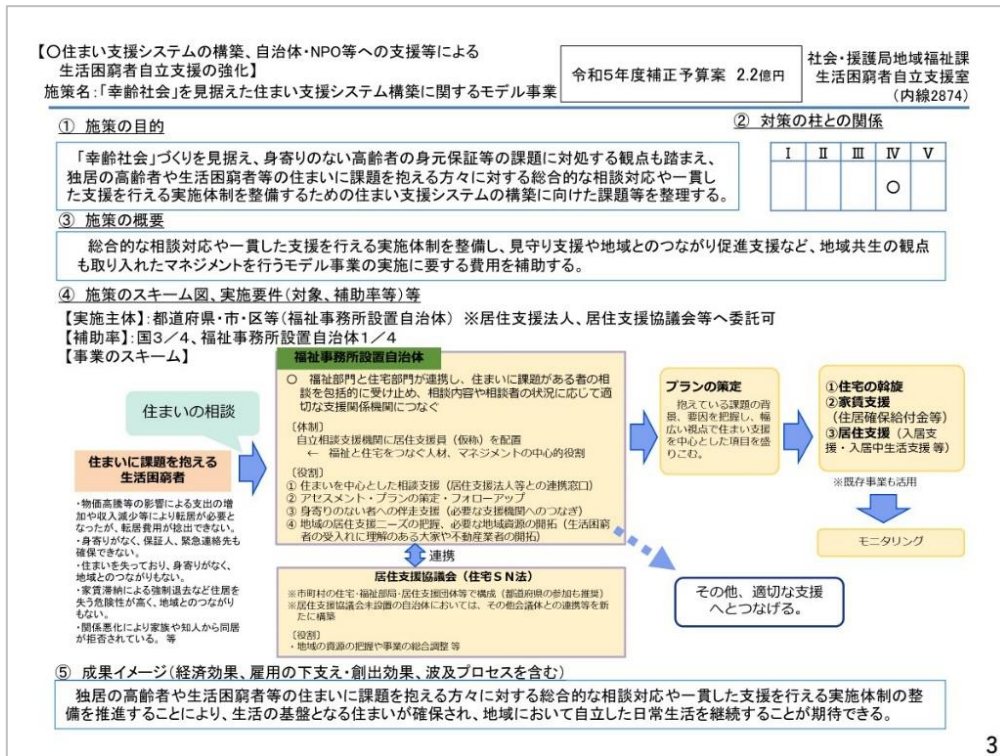 【〇住まい支援システムの構築、自治体・NPO等への支援等による
生活困窮者自立支援の強化】
施策名:「幸齢社会」を見据えた住まい支援システム構築に関するモデル事業
令和5年度補正予算案 2.2億円
社会・援護局地域福祉課
生活困窮者自立支援室
(内線2874)
① 施策の目的
「幸齢社会」づくりを見据え、身寄りのない高齢者の身元保証等の課題に対処する観点も踏まえ、
独居の高齢者や生活困窮者等の住まいに課題を抱える方々に対する総合的な相談対応や一貫し
た支援を行える実施体制を整備するための住まい支援システムの構築に向けた課題等を整理する。
② 対策の柱との関係
Ⅰ Ⅱ Ⅲ Ⅳ Ⅴ
○
③ 施策の概要
総合的な相談対応や一貫した支援を行える実施体制を整備し、見守り支援や地域とのつながり促進支援など、地域共生の観点
も取り入れたマネジメントを行うモデル事業の実施に要する費用を補助する。
④ 施策のスキーム図、実施要件(対象、補助率等)等
【実施主体】:都道府県・市・区等(福祉事務所設置自治体) ※居住支援法人、居住支援協議会等へ委託可
【補助率】:国3/4、福祉事務所設置自治体1/4
【事業のスキーム】
住まいの相談
住まいに課題を抱える
生活困窮者
・物価高騰等の影響による支出の増
加や収入減少等により転居が必要と
なったが、転居費用が捻出できない。
・身寄りがなく、保証人、緊急連絡先も
確保できない。
・住まいを失っており、身寄りがなく、
地域とのつながりもない。
・家賃滞納による強制退去など住居を
失う危険性が高く、地域とのつながり
もない。
・関係悪化により家族や知人から同居
が拒否されている。 等
福祉事務所設置自治体
○ 福祉部門と住宅部門が連携し、住まいに課題がある者の相
談を包括的に受け止め、相談内容や相談者の状況に応じて適
切な支援関係機関につなぐ
〔体制〕
自立相談支援機関に居住支援員(仮称)を配置
← 福祉と住宅をつなぐ人材、マネジメントの中心的役割
〔役割〕
① 住まいを中心とした相談支援(居住支援法人等との連携窓口)
② アセスメント・プランの策定・フォローアップ
③ 身寄りのない者への伴走支援(必要な支援機関へのつなぎ)
④ 地域の居住支援ニーズの把握、必要な地域資源の開拓(生活困窮
者の受入れに理解のある大家や不動産業者の開拓)
連携
居住支援協議会(住宅SN法)
※市町村の住宅・福祉部局・居住支援団体等で構成(都道府県の参加も推奨)
※居住支援協議会未設置の自治体においては、その他会議体との連携等を新
たに構築
〔役割〕
・地域の資源の把握や事業の総合調整 等
プランの策定
抱えている課題の背
景、要因を把握し、幅
広い視点で住まい支援
を中心とした項目を盛
りこむ。
①住宅の斡旋
②家賃支援
(住居確保給付金等)
③居住支援(入居支
援・入居中生活支援 等)
※既存事業も活用
モニタリング
その他、適切な支援
へとつなげる。
⑤ 成果イメージ(経済効果、雇用の下支え・創出効果、波及プロセスを含む)
独居の高齢者や生活困窮者等の住まいに課題を抱える方々に対する総合的な相談対応や一貫した支援を行える実施体制の整
備を推進することにより、生活の基盤となる住まいが確保され、地域において自立した日常生活を継続することが期待できる。
3